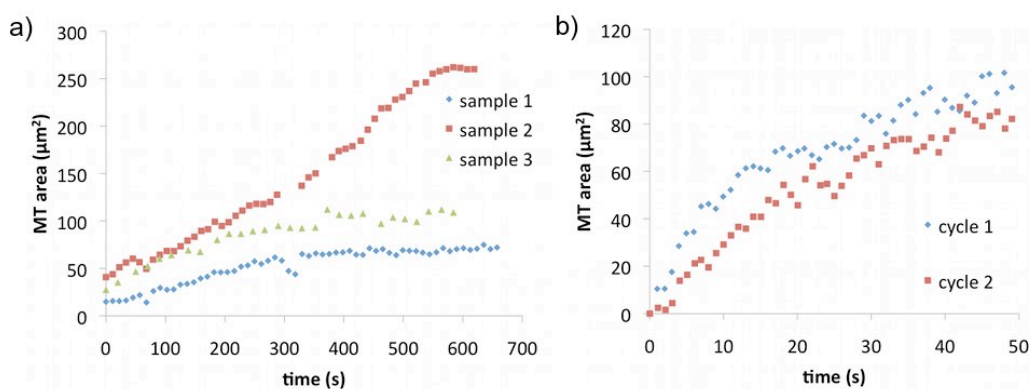 a)
MT area (µm²)
300
250
200
150
100
50
0
0 100 200 300 400 500 600 700
time (s)
sample 1
sample 2
sample 3
b)
MT area (µm²)
120
100
80
60
40
20
0
0 10 20 30 40 50
time (s)
cycle 1
cycle 2